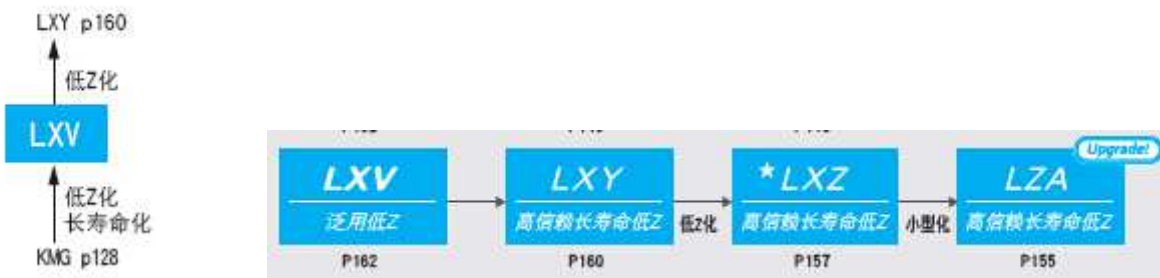 LXY p160
低Z化
LXV
低Z化
长寿命化
KMG p128
LXV
泛用低Z
P162
LXY
高信赖长寿命低Z
P160
低Z化
★LXZ
高信赖长寿命低Z
P157
小型化
Upgrade!
LZA
高信赖长寿命低Z
P155